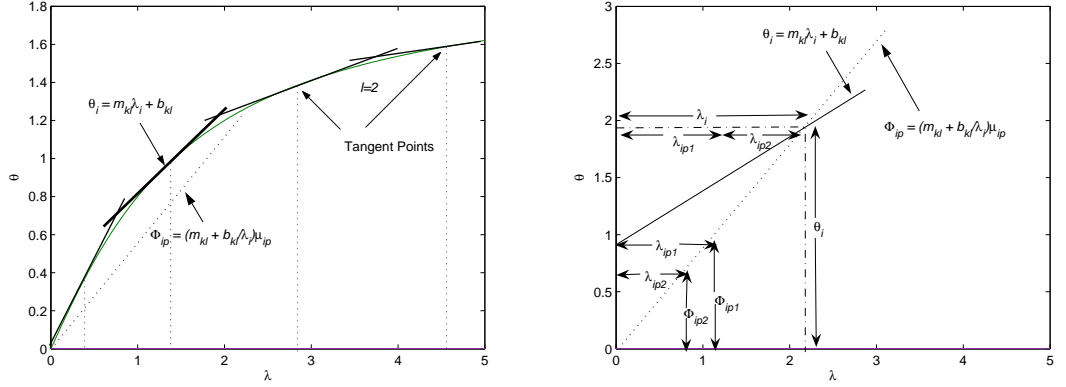 1.8
1.6
1.4
1.2
1.0
0.8
0.6
0.4
0.2
0
θ
0 1 2 3 4 5
λ
θi = mklλi + bkl
l=2
Tangent Points
Φip = (mkl + bkl/λi)μip
3
2.5
2
1.5
1
0.5
0
θ
0 1 2 3 4 5
λ
θi = mklλi + bkl
Φip = (mkl + bkl/λi)μip
λi
λip1 λip2
θi
λip1
λip2
Φip1
Φip2